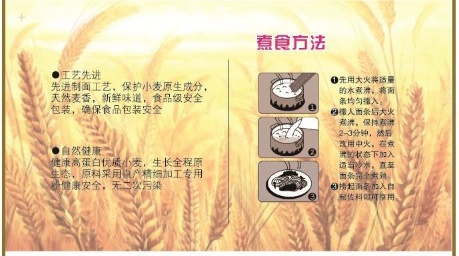 ●工艺先进
先进制面工艺，保护小麦原生成分，
天然麦香，新鲜味道，食品级安全
包装，确保食品包装安全
●自然健康
健康高蛋白优质小麦，生长全程原
生态，原料采用自产精细加工专用
粉健康安全，无二次污染
煮食方法
①
②
③
❶先用大火将适量
的水煮沸，将面
条均匀撒入
❷撒入面条后大火
煮沸，保持煮沸
2-3分钟，然后
改用中火，在煮
沸的状态下加入
适当冷水，直至
面条完全煮熟
❸捞起面条加入自
制佐料即可享用